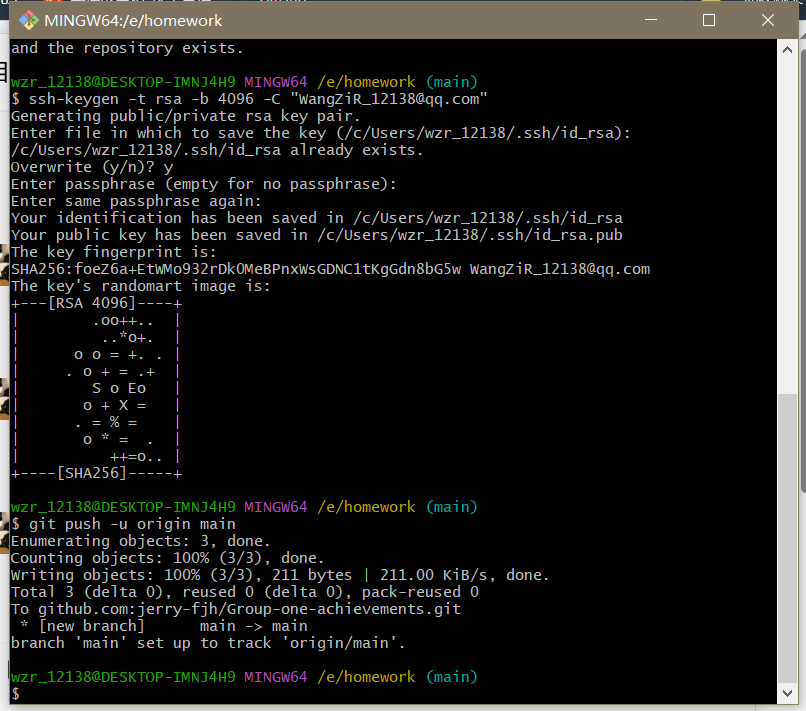 MINGW64:/e/homework
and the repository exists.
wzr_12138@DESKTOP-IMNJ4H9 MINGW64 /e/homework (main)
$ ssh-keygen -t rsa -b 4096 -C "WangZiR_12138@qq.com"
Generating public/private rsa key pair.
Enter file in which to save the key (/c/Users/wzr_12138/.ssh/id_rsa):
/c/Users/wzr_12138/.ssh/id_rsa already exists.
Overwrite (y/n)? y
Enter passphrase (empty for no passphrase):
Enter same passphrase again:
Your identification has been saved in /c/Users/wzr_12138/.ssh/id_rsa
Your public key has been saved in /c/Users/wzr_12138/.ssh/id_rsa.pub
The key fingerprint is:
SHA256:foeZ6a+EtWMo932rDkOMeBPnxWsGDNC1tKgGdn8bG5w WangZiR_12138@qq.com
The key's randomart image is:
+---[RSA 4096]----+
|        .oo++..  |
|         ..*o+.  |
|      o o = +. . |
|     . o + = .+  |
|        S o Eo   |
|       o + X =   |
|      . = % =    |
|       o * =  .  |
|          ++=o.. |
+----[SHA256]-----+
wzr_12138@DESKTOP-IMNJ4H9 MINGW64 /e/homework (main)
$ git push -u origin main
Enumerating objects: 3, done.
Counting objects: 100% (3/3), done.
Writing objects: 100% (3/3), 211 bytes | 211.00 KiB/s, done.
Total 3 (delta 0), reused 0 (delta 0), pack-reused 0
To github.com:jerry-fjh/Group-one-achievements.git
 * [new branch]      main -> main
branch 'main' set up to track 'origin/main'.
wzr_12138@DESKTOP-IMNJ4H9 MINGW64 /e/homework (main)
$